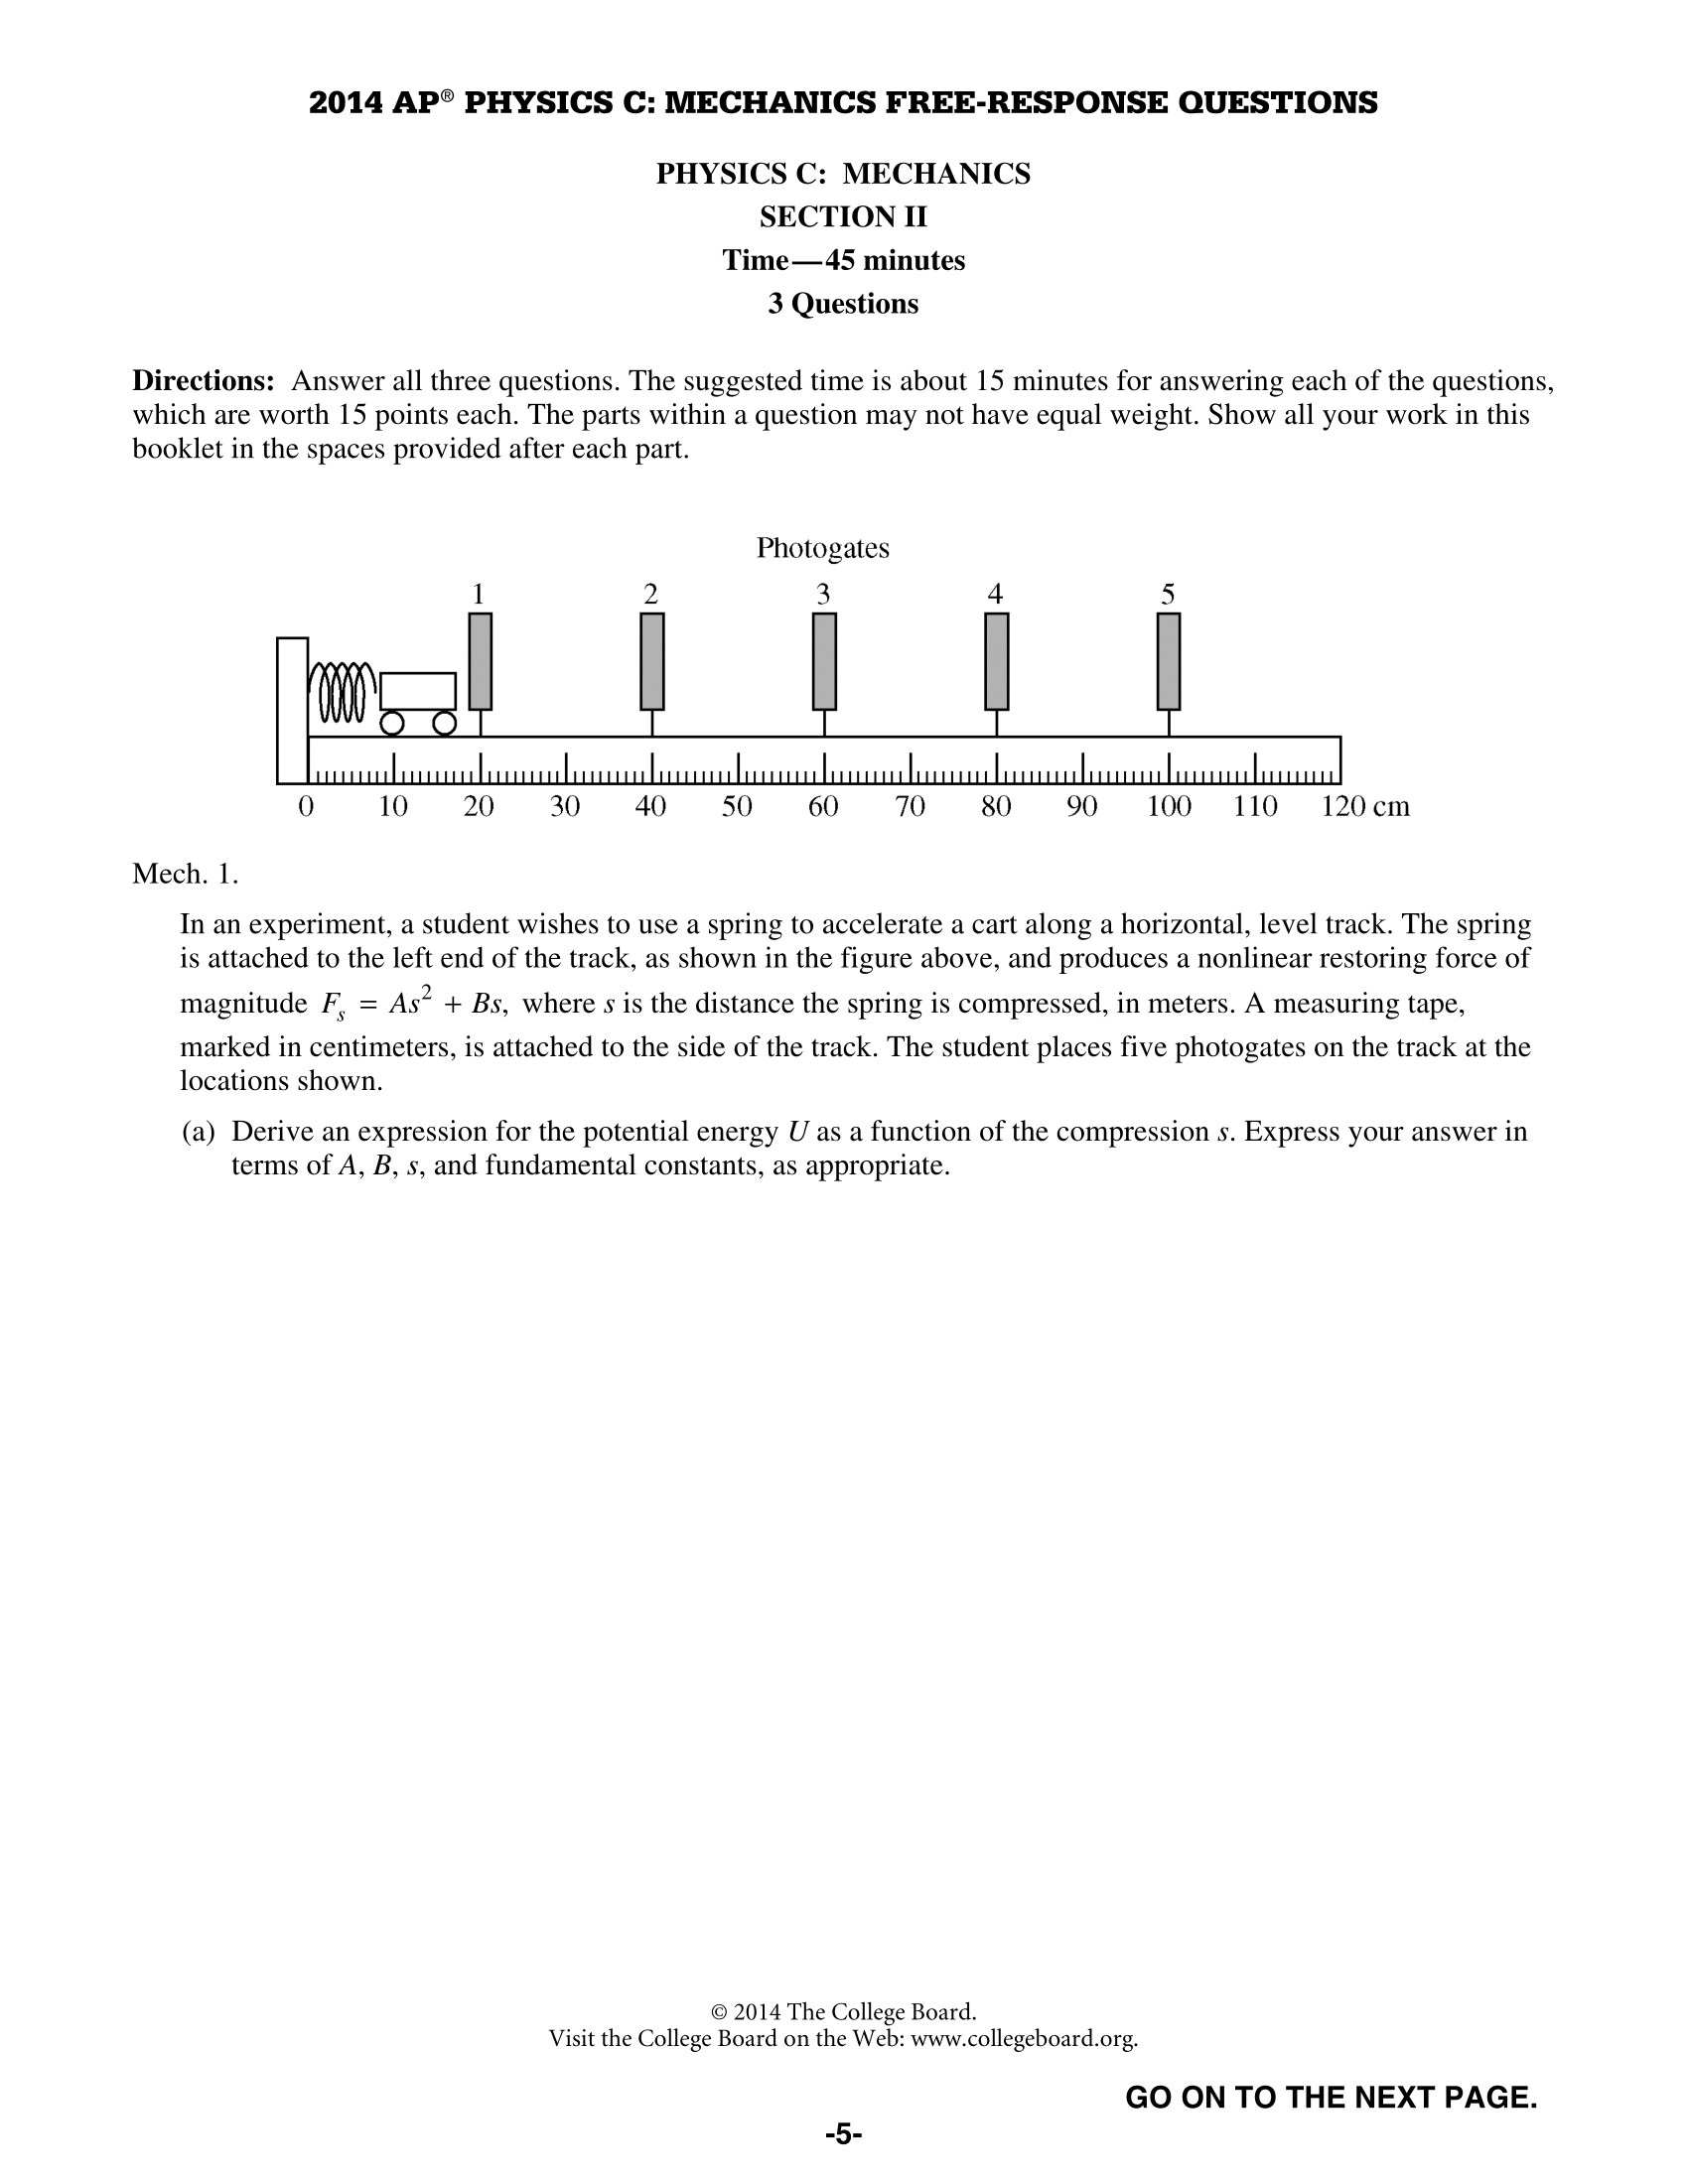 2014 AP® PHYSICS C: MECHANICS FREE-RESPONSE QUESTIONS
PHYSICS C: MECHANICS
SECTION II
Time—45 minutes
3 Questions
Directions: Answer all three questions. The suggested time is about 15 minutes for answering each of the questions,
which are worth 15 points each. The parts within a question may not have equal weight. Show all your work in this
booklet in the spaces provided after each part.
Photogates
1 2 3 4 5
0 10 20 30 40 50 60 70 80 90 100 110 120 cm
Mech. 1.
In an experiment, a student wishes to use a spring to accelerate a cart along a horizontal, level track. The spring
is attached to the left end of the track, as shown in the figure above, and produces a nonlinear restoring force of
magnitude Fₛ = As² + Bs, where s is the distance the spring is compressed, in meters. A measuring tape,
marked in centimeters, is attached to the side of the track. The student places five photogates on the track at the
locations shown.
(a) Derive an expression for the potential energy U as a function of the compression s. Express your answer in
terms of A, B, s, and fundamental constants, as appropriate.
© 2014 The College Board.
Visit the College Board on the Web: www.collegeboard.org.
GO ON TO THE NEXT PAGE.
-5-